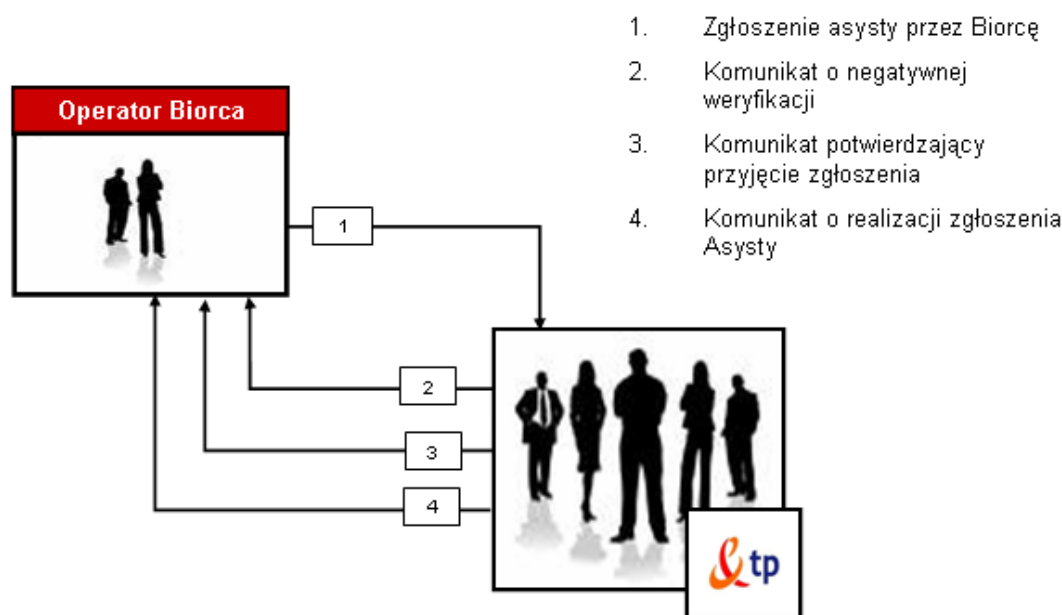 1. Zgłoszenie asysty przez Biorcę
2. Komunikat o negatywnej
weryfikacji
3. Komunikat potwierdzający
przyjęcie zgłoszenia
4. Komunikat o realizacji zgłoszenia
Asysty
Operator Biorca
1
2
3
4
tp